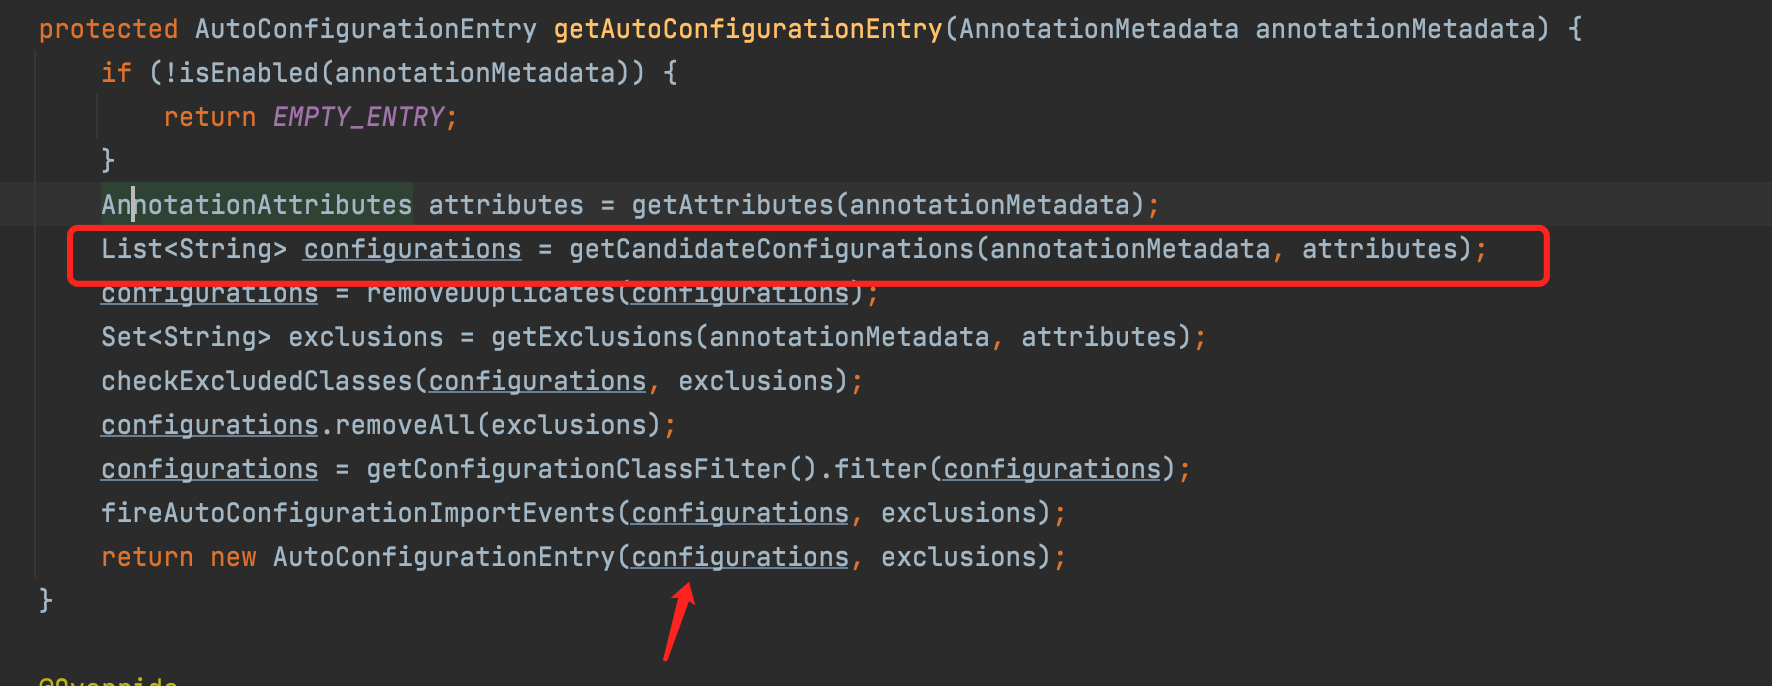 protected AutoConfigurationEntry getAutoConfigurationEntry(AnnotationMetadata annotationMetadata) {
if (!isEnabled(annotationMetadata)) {
return EMPTY_ENTRY;
}
AnnotationAttributes attributes = getAttributes(annotationMetadata);
List<String> configurations = getCandidateConfigurations(annotationMetadata, attributes);
configurations = removeDuplicates(configurations);
Set<String> exclusions = getExclusions(annotationMetadata, attributes);
checkExcludedClasses(configurations, exclusions);
configurations.removeAll(exclusions);
configurations = getConfigurationClassFilter().filter(configurations);
fireAutoConfigurationImportEvents(configurations, exclusions);
return new AutoConfigurationEntry(configurations, exclusions);
}
@Override